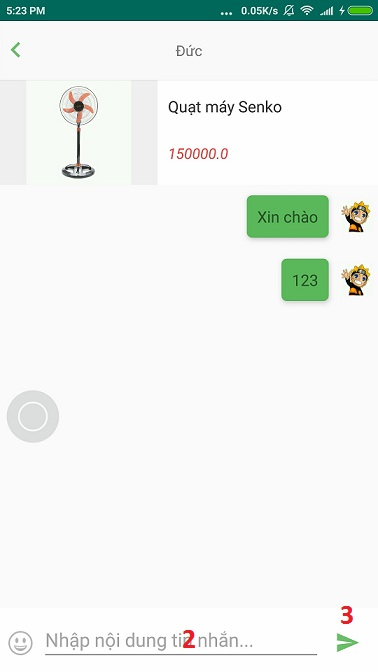 5:23 PM
... 0.05K/s
Đức
Quạt máy Senko
150000.0
Xin chào
123
3
Nhập nội dung tin nhắn...
2